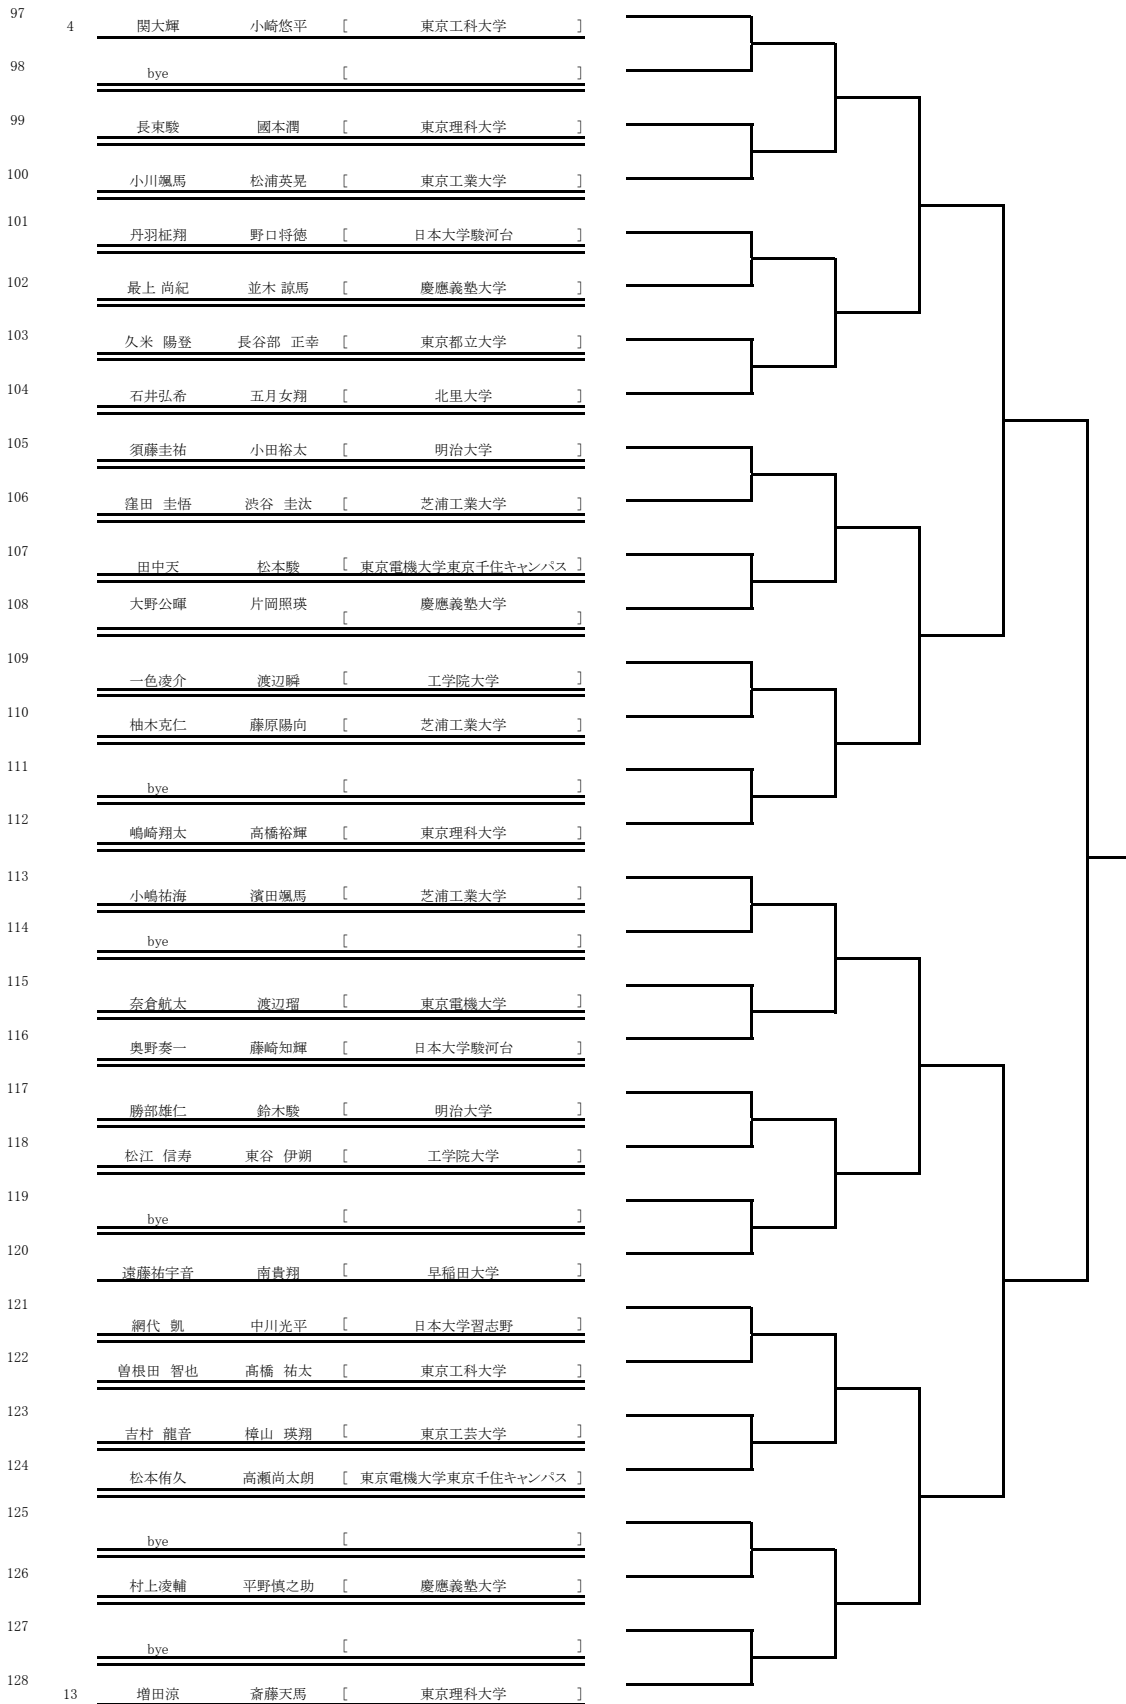 97 4 関大輝 小崎悠平 [ 東京工科大学 ]
98 bye [ ]
99 長束駿 國本潤 [ 東京理科大学 ]
100 小川颯馬 松浦英晃 [ 東京工業大学 ]
101 丹羽柾翔 野口将徳 [ 日本大学駿河台 ]
102 最上 尚紀 並木 諒馬 [ 慶應義塾大学 ]
103 久米 陽登 長谷部 正幸 [ 東京都立大学 ]
104 石井弘希 五月女翔 [ 北里大学 ]
105 須藤圭祐 小田裕太 [ 明治大学 ]
106 窪田 圭悟 渋谷 圭汰 [ 芝浦工業大学 ]
107 田中天 松本駿 [ 東京電機大学東京千住キャンパス ]
108 大野公暉 片岡照瑛 [ 慶應義塾大学 ]
109 一色凌介 渡辺瞬 [ 工学院大学 ]
110 柚木克仁 藤原陽向 [ 芝浦工業大学 ]
111 bye [ ]
112 嶋崎翔太 高橋裕輝 [ 東京理科大学 ]
113 小嶋祐海 濱田颯馬 [ 芝浦工業大学 ]
114 bye [ ]
115 奈倉航太 渡辺瑠 [ 東京電機大学 ]
116 奥野奏一 藤崎知輝 [ 日本大学駿河台 ]
117 勝部雄仁 鈴木駿 [ 明治大学 ]
118 松江 信寿 東谷 伊朔 [ 工学院大学 ]
119 bye [ ]
120 遠藤祐宇音 南貴翔 [ 早稲田大学 ]
121 網代 凱 中川光平 [ 日本大学習志野 ]
122 曽根田 智也 髙橋 祐太 [ 東京工科大学 ]
123 吉村 龍音 樟山 瑛翔 [ 東京工芸大学 ]
124 松本侑久 高瀬尚太朗 [ 東京電機大学東京千住キャンパス ]
125 bye [ ]
126 村上凌輔 平野慎之助 [ 慶應義塾大学 ]
127 bye [ ]
128 13 増田涼 斎藤天馬 [ 東京理科大学 ]